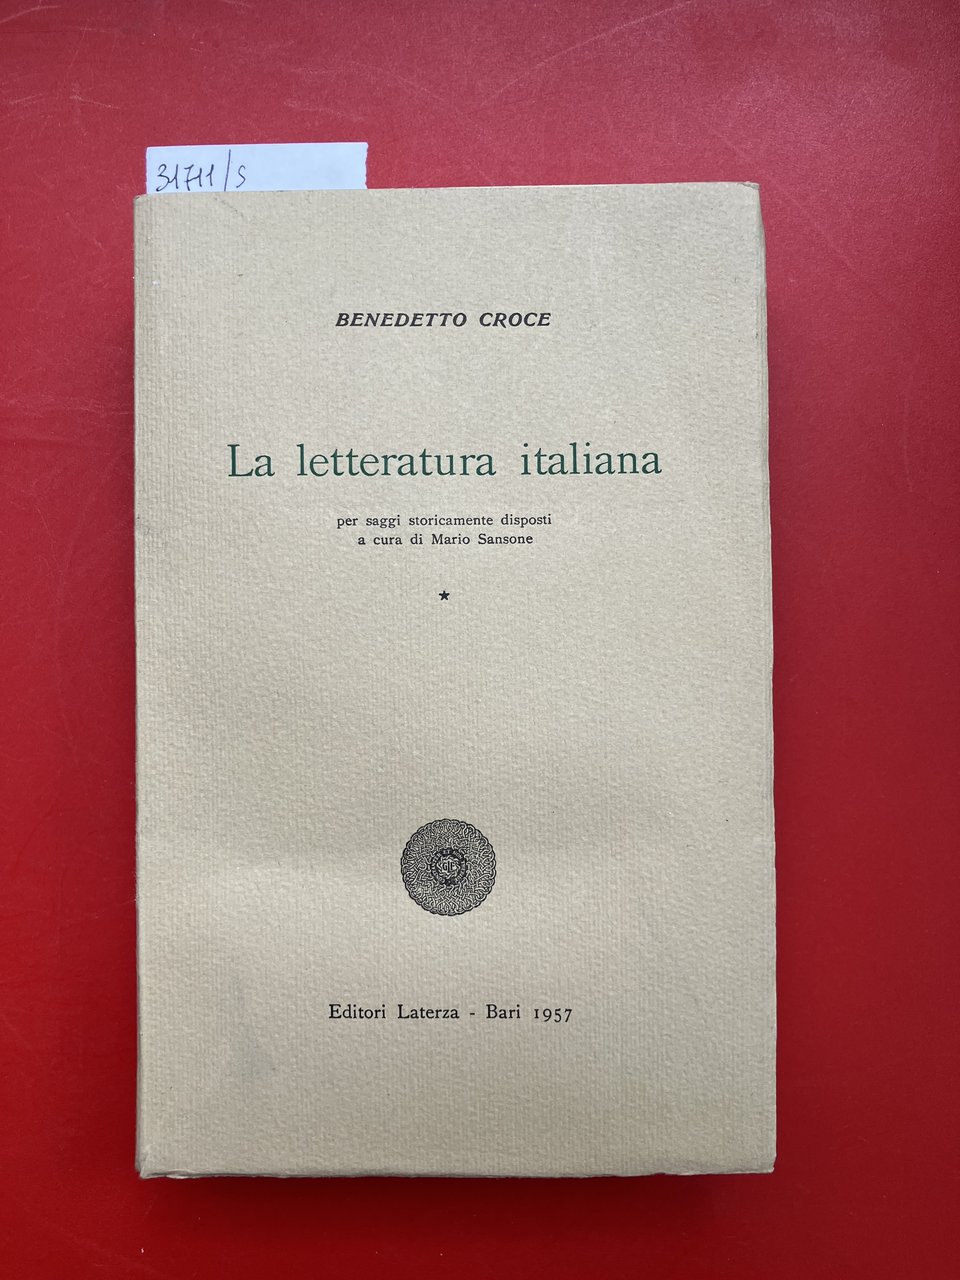 31711/s
BENEDETTO CROCE
La letteratura italiana
per saggi storicamente disposti
a cura di Mario Sansone
Editori Laterza - Bari 1957